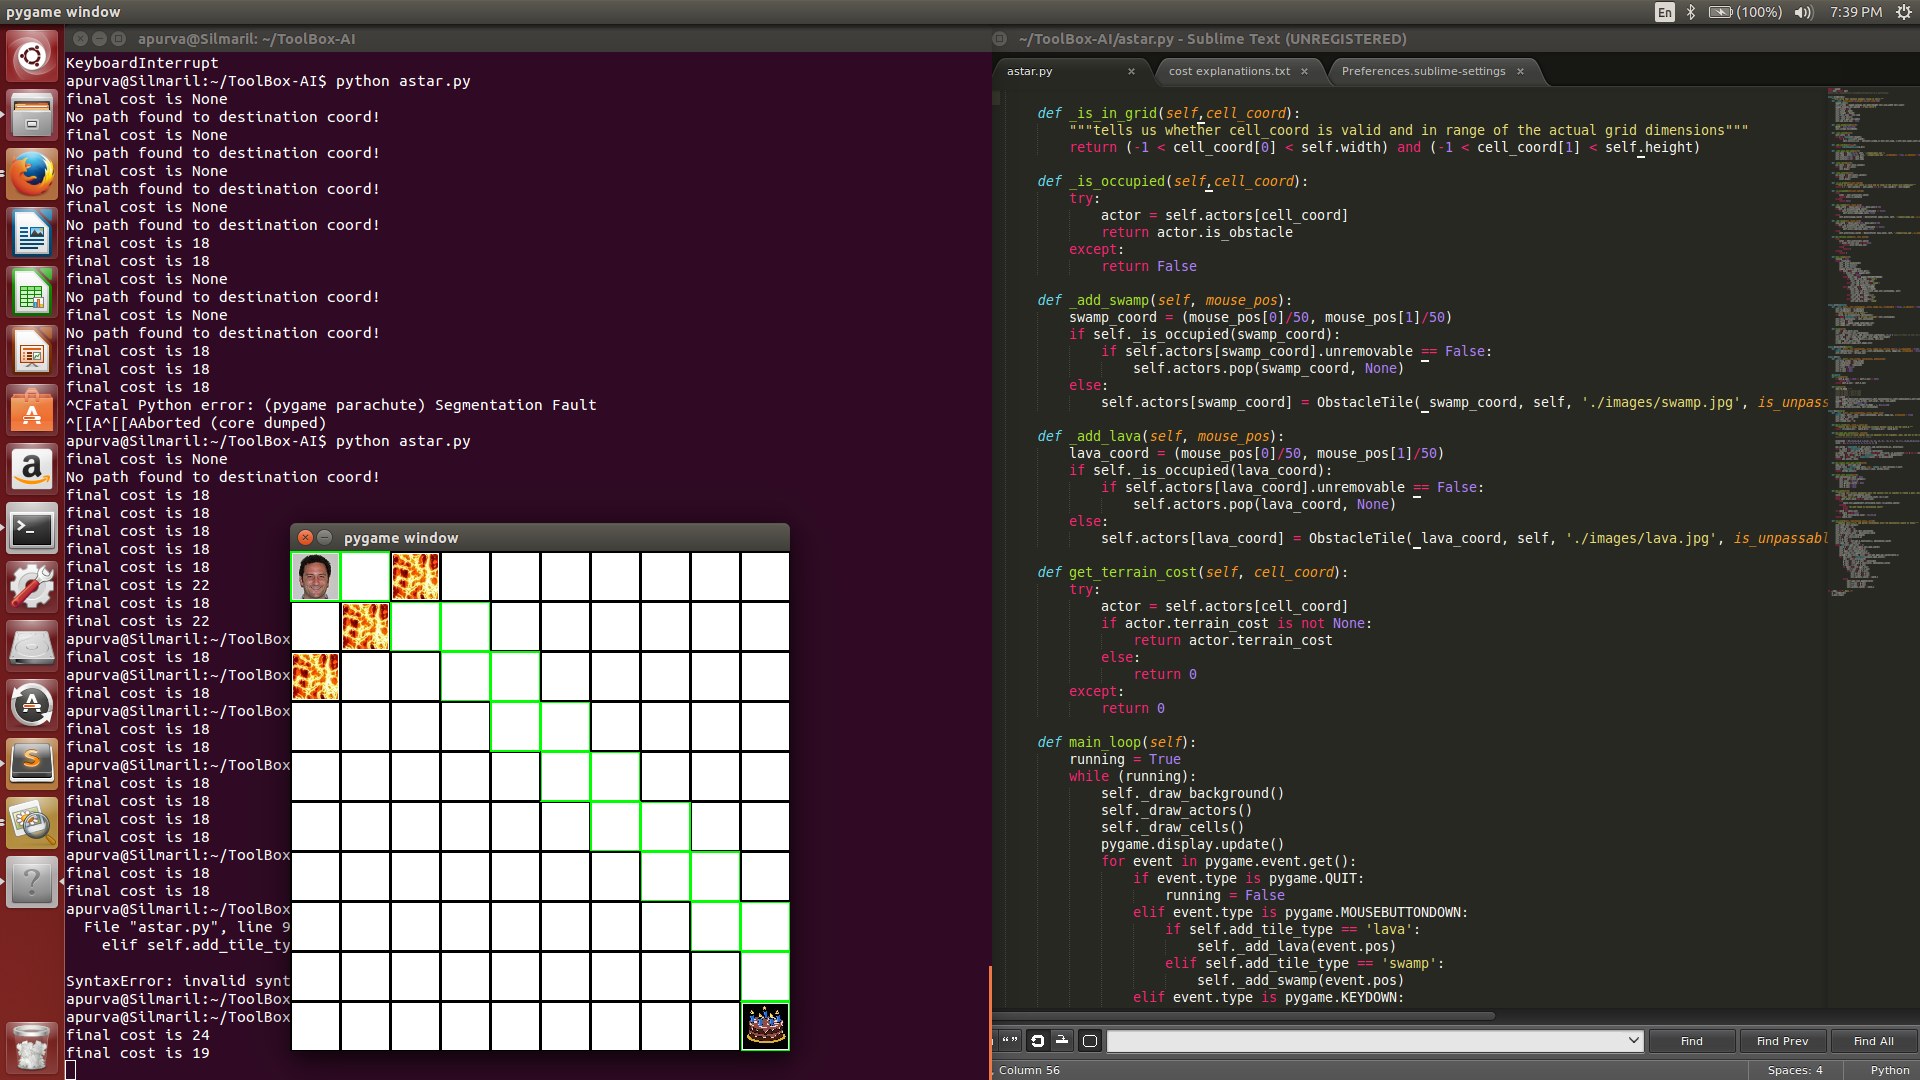 pygame window
En
(100%)
7:39 PM
apurva@Silmaril: ~/ToolBox-AI
KeyboardInterrupt
apurva@Silmaril:~/ToolBox-AI$ python astar.py
final cost is None
No path found to destination coord!
final cost is None
No path found to destination coord!
final cost is None
No path found to destination coord!
final cost is None
No path found to destination coord!
final cost is 18
final cost is 18
final cost is None
No path found to destination coord!
final cost is None
No path found to destination coord!
final cost is 18
final cost is 18
final cost is 18
^CFatal Python error: (pygame parachute) Segmentation Fault
^[[A^[[AAborted (core dumped)
apurva@Silmaril:~/ToolBox-AI$ python astar.py
final cost is None
No path found to destination coord!
final cost is 18
final cost is 18
final cost is 18
final cost is 18
final cost is 18
final cost is 22
final cost is 18
final cost is 22
apurva@Silmaril:~/ToolBox
final cost is 18
apurva@Silmaril:~/ToolBox
final cost is 18
apurva@Silmaril:~/ToolBox
final cost is 18
final cost is 18
apurva@Silmaril:~/ToolBox
final cost is 18
final cost is 18
final cost is 18
final cost is 18
apurva@Silmaril:~/ToolBox
final cost is 18
final cost is 18
apurva@Silmaril:~/ToolBox
File "astar.py", line 9
elif self.add_tile_ty
SyntaxError: invalid synt
apurva@Silmaril:~/ToolBox
apurva@Silmaril:~/ToolBox
final cost is 24
final cost is 19
pygame window
~/ToolBox-AI/astar.py - Sublime Text (UNREGISTERED)
astar.py
cost explanatiions.txt
Preferences.sublime-settings
def _is_in_grid(self,cell_coord):
"""tells us whether cell_coord is valid and in range of the actual grid dimensions"""
return (-1 < cell_coord[0] < self.width) and (-1 < cell_coord[1] < self.height)
def _is_occupied(self,cell_coord):
try:
actor = self.actors[cell_coord]
return actor.is_obstacle
except:
return False
def _add_swamp(self, mouse_pos):
swamp_coord = (mouse_pos[0]/50, mouse_pos[1]/50)
if self._is_occupied(swamp_coord):
if self.actors[swamp_coord].unremovable == False:
self.actors.pop(swamp_coord, None)
else:
self.actors[swamp_coord] = ObstacleTile( swamp_coord, self, './images/swamp.jpg', is_unpass
def _add_lava(self, mouse_pos):
lava_coord = (mouse_pos[0]/50, mouse_pos[1]/50)
if self._is_occupied(lava_coord):
if self.actors[lava_coord].unremovable == False:
self.actors.pop(lava_coord, None)
else:
self.actors[lava_coord] = ObstacleTile( lava_coord, self, './images/lava.jpg', is_unpassabl
def get_terrain_cost(self, cell_coord):
try:
actor = self.actors[cell_coord]
if actor.terrain_cost is not None:
return actor.terrain_cost
else:
return 0
except:
return 0
def main_loop(self):
running = True
while (running):
self._draw_background()
self._draw_actors()
self._draw_cells()
pygame.display.update()
for event in pygame.event.get():
if event.type is pygame.QUIT:
running = False
elif event.type is pygame.MOUSEBUTTONDOWN:
if self.add_tile_type == 'lava':
self._add_lava(event.pos)
elif self.add_tile_type == 'swamp':
self._add_swamp(event.pos)
elif event.type is pygame.KEYDOWN:
Find
Find Prev
Find All
Column 56
Spaces: 4
Python